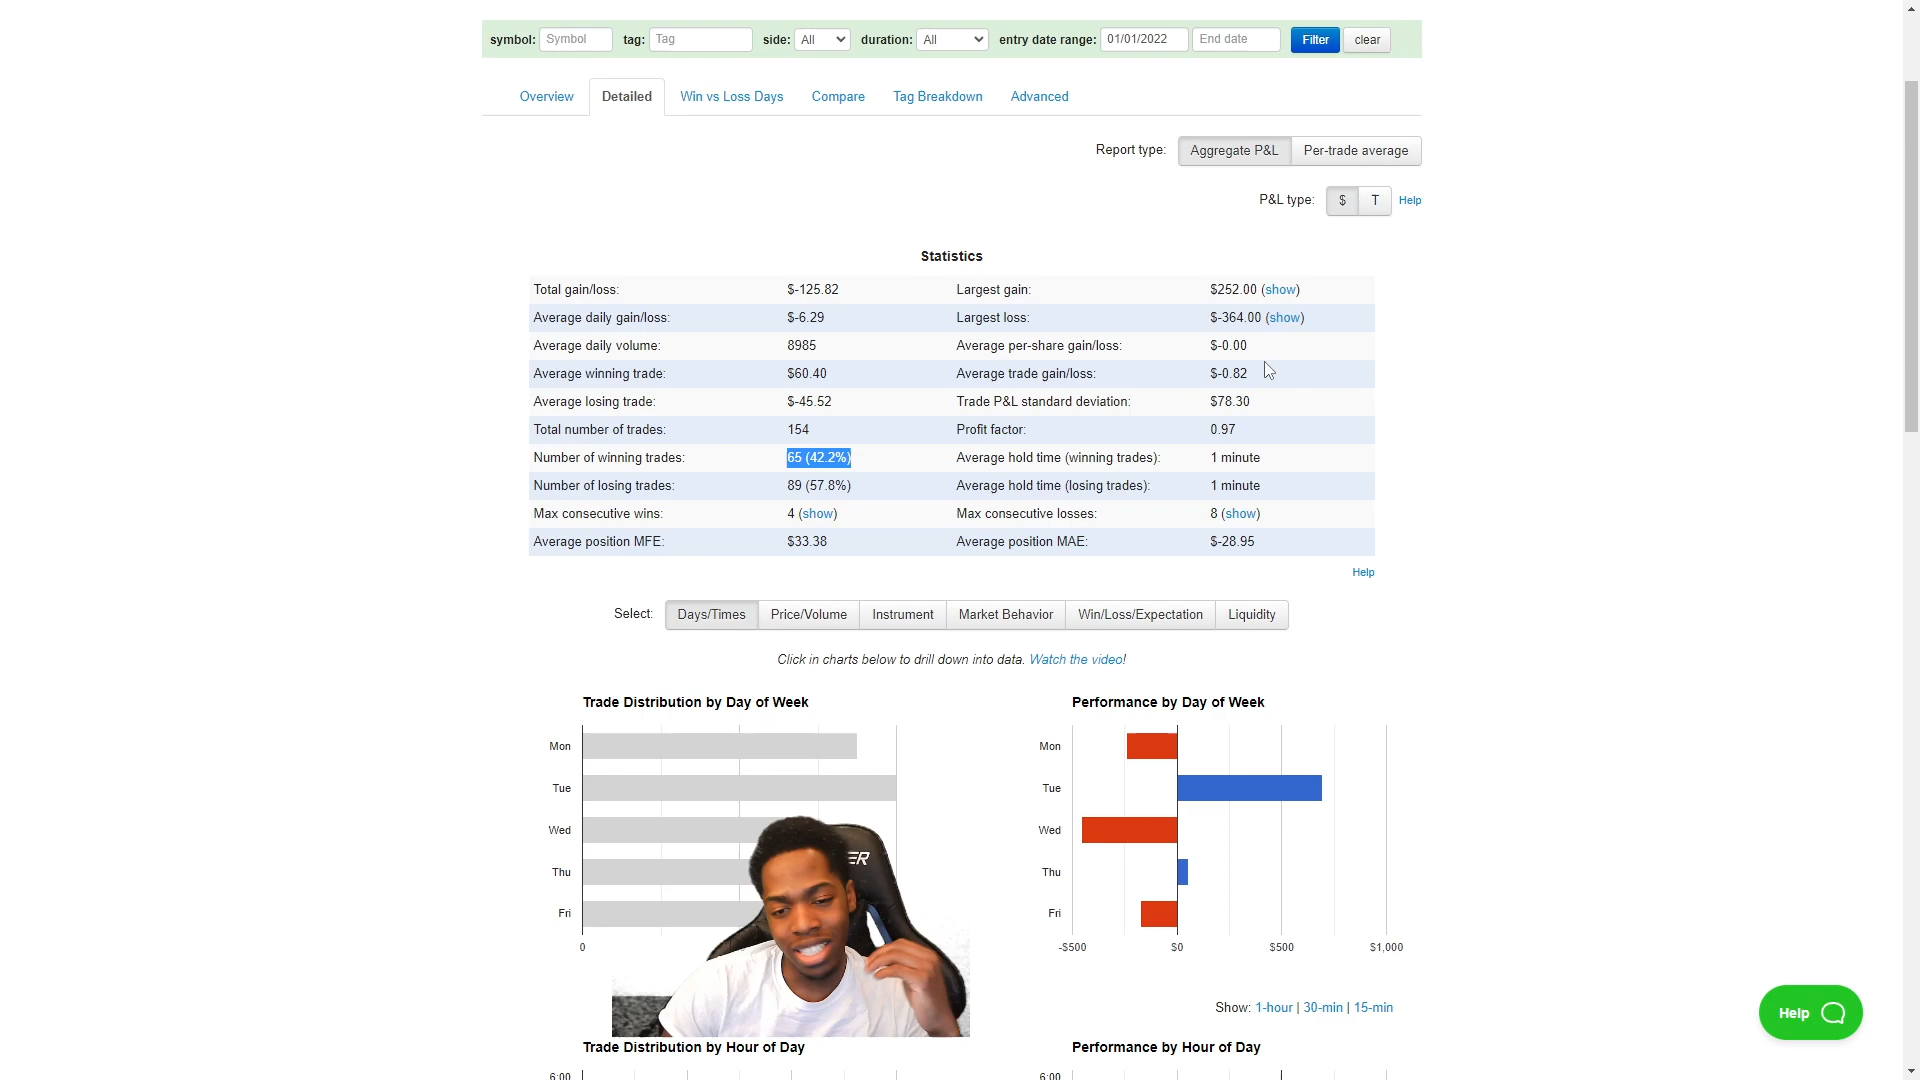 symbol: Symbol tag: Tag side: All duration: All entry date range: 01/01/2022 End date Filter clear
Overview Detailed Win vs Loss Days Compare Tag Breakdown Advanced
Report type: Aggregate P&L Per-trade average
P&L type: $ T Help
Statistics
Total gain/loss: $-125.82 Largest gain: $252.00 (show)
Average daily gain/loss: $-6.29 Largest loss: $-364.00 (show)
Average daily volume: 8985 Average per-share gain/loss: $-0.00
Average winning trade: $60.40 Average trade gain/loss: $-0.82
Average losing trade: $-45.52 Trade P&L standard deviation: $78.30
Total number of trades: 154 Profit factor: 0.97
Number of winning trades: 65 (42.2%) Average hold time (winning trades): 1 minute
Number of losing trades: 89 (57.8%) Average hold time (losing trades): 1 minute
Max consecutive wins: 4 (show) Max consecutive losses: 8 (show)
Average position MFE: $33.38 Average position MAE: $-28.95
Help
Select: Days/Times Price/Volume Instrument Market Behavior Win/Loss/Expectation Liquidity
Click in charts below to drill down into data. Watch the video!
Trade Distribution by Day of Week Performance by Day of Week
Mon Mon
Tue Tue
Wed Wed
Thu Thu
Fri Fri
0 -$500 $0 $500 $1,000
Show: 1-hour | 30-min | 15-min
Help
Trade Distribution by Hour of Day Performance by Hour of Day
6:00 6:00